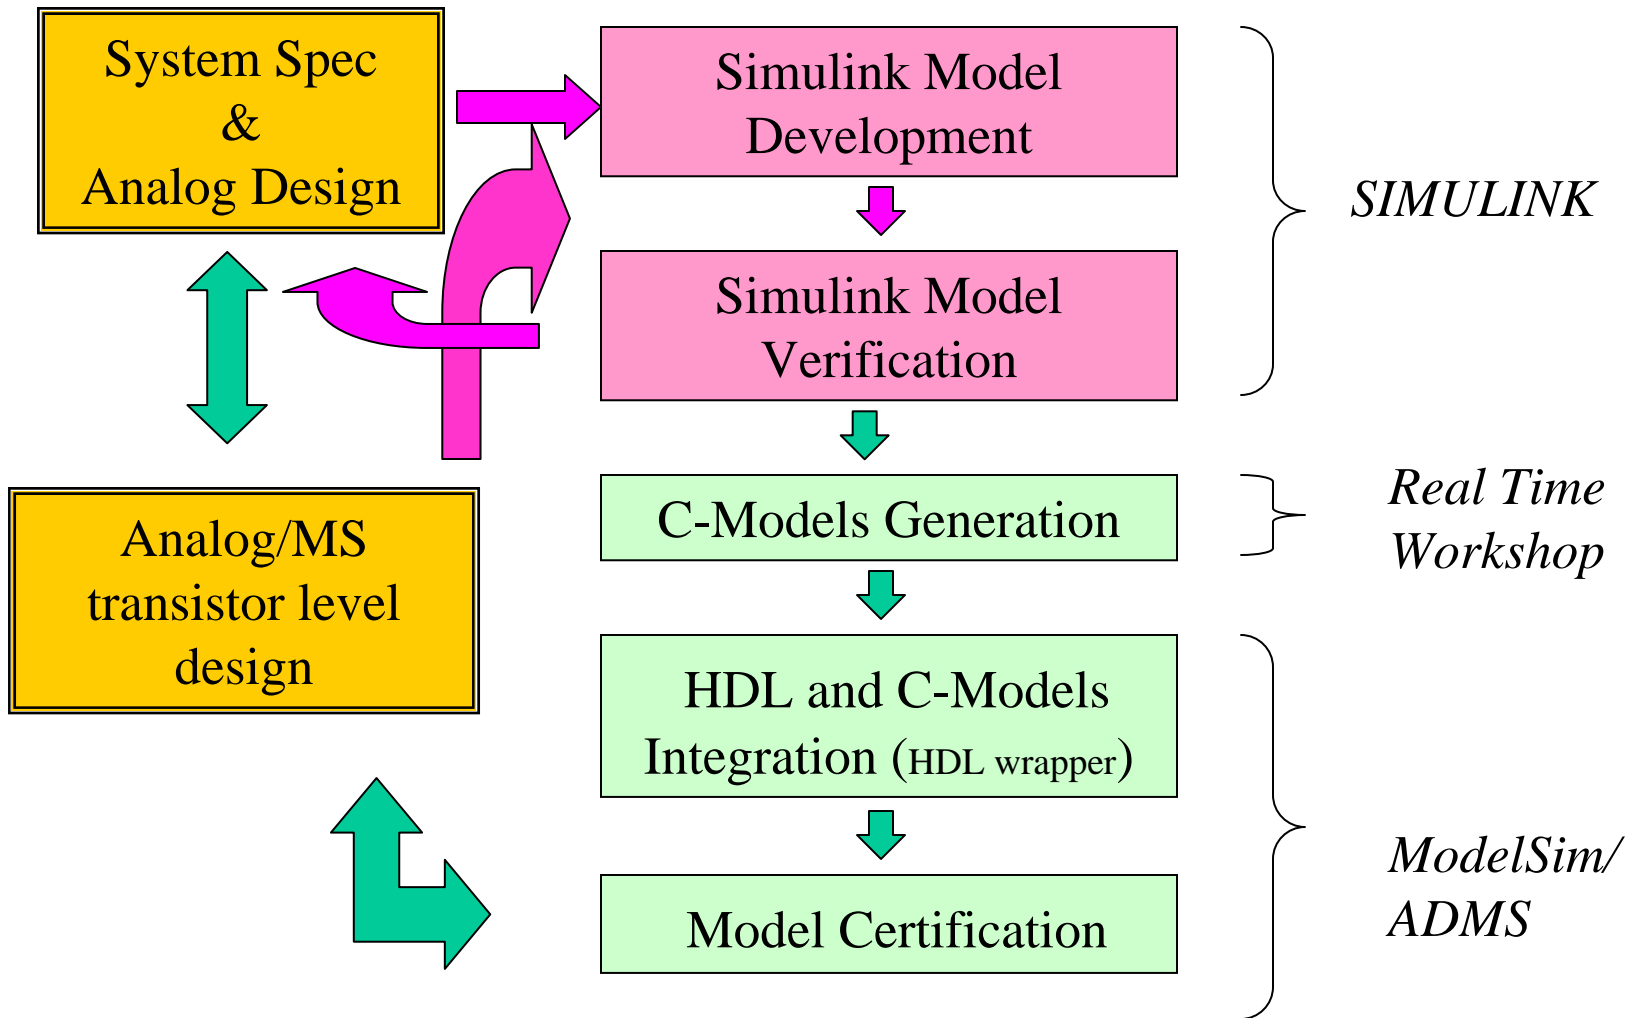 System Spec
&
Analog Design
Simulink Model
Development
SIMULINK
Simulink Model
Verification
Analog/MS
transistor level
design
C-Models Generation
Real Time
Workshop
HDL and C-Models
Integration (HDL wrapper)
Model Certification
ModelSim/
ADMS